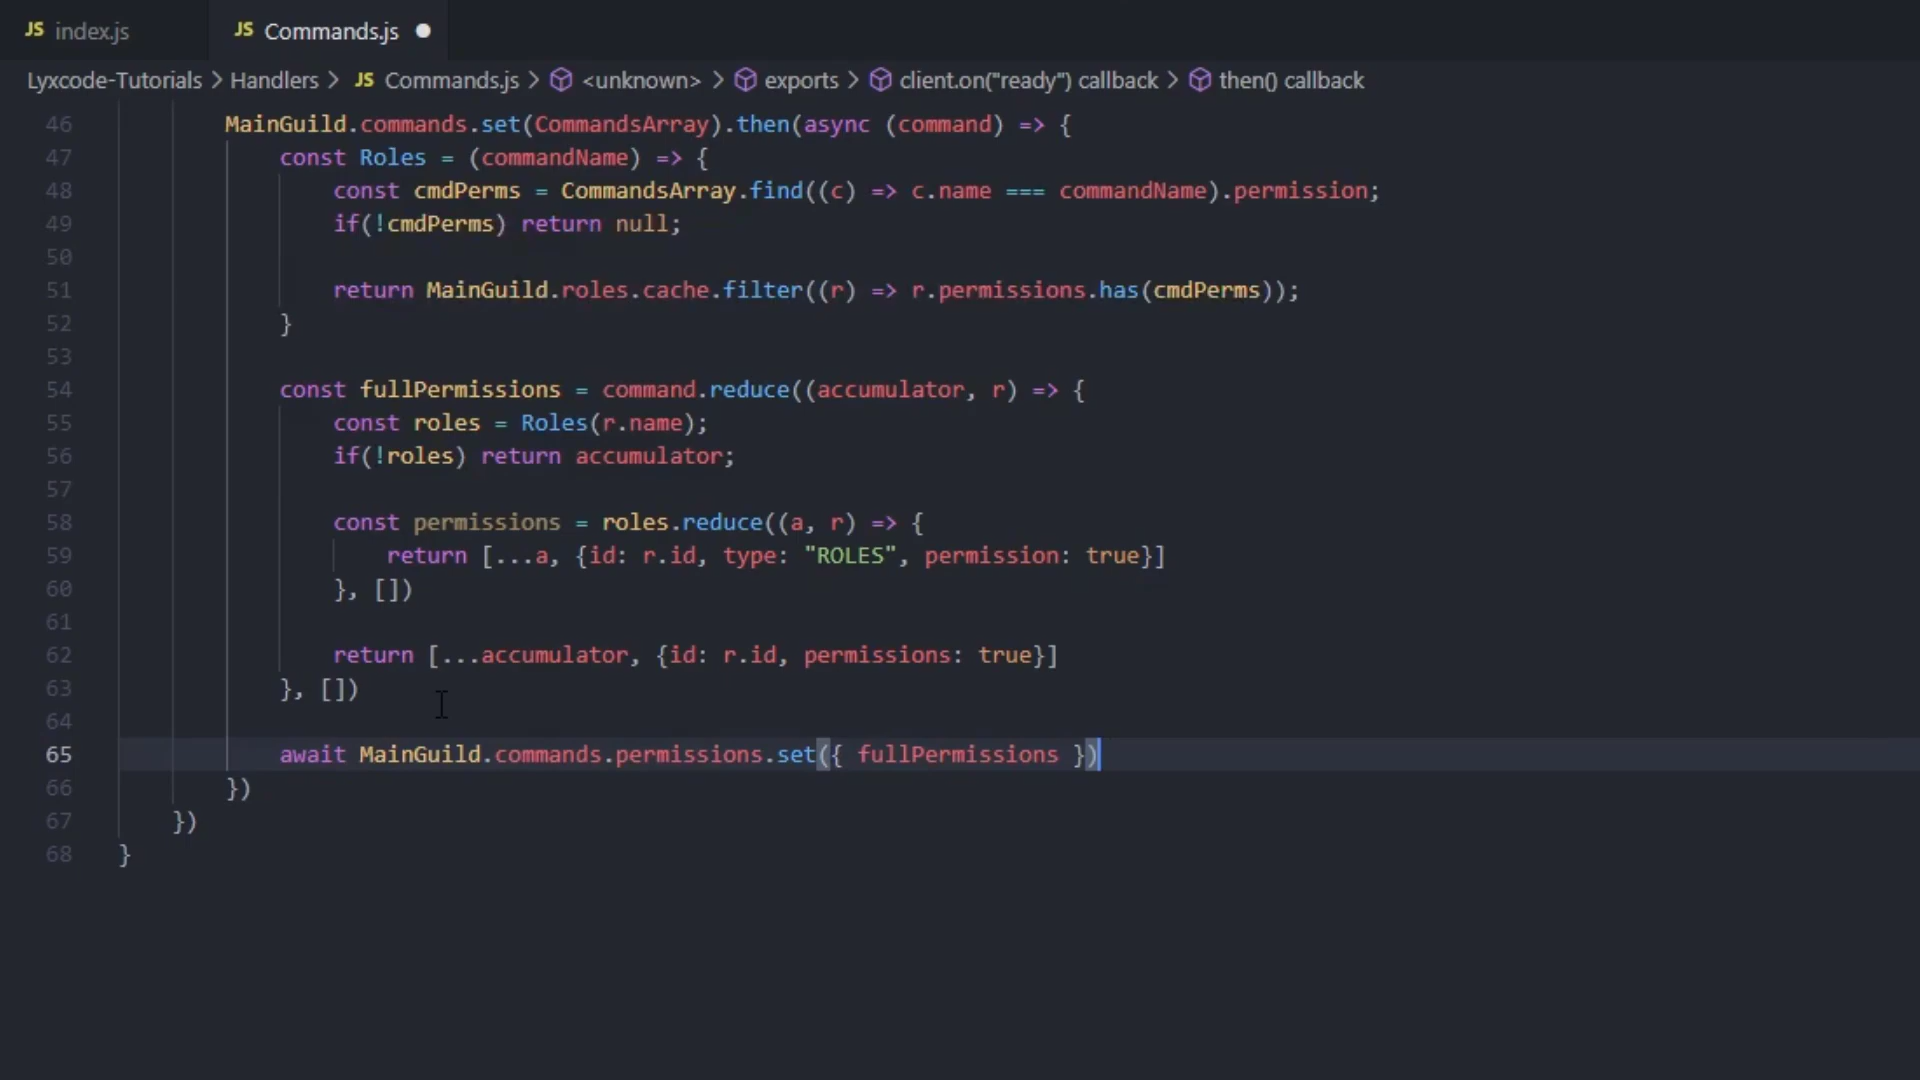 JS index.js JS Commands.js
Lyxcode-Tutorials > Handlers > JS Commands.js > <unknown> > exports > client.on("ready") callback > then() callback
46 MainGuild.commands.set(CommandsArray).then(async (command) => {
47 const Roles = (commandName) => {
48 const cmdPerms = CommandsArray.find((c) => c.name === commandName).permission;
49 if(!cmdPerms) return null;
50
51 return MainGuild.roles.cache.filter((r) => r.permissions.has(cmdPerms));
52 }
53
54 const fullPermissions = command.reduce((accumulator, r) => {
55 const roles = Roles(r.name);
56 if(!roles) return accumulator;
57
58 const permissions = roles.reduce((a, r) => {
59 return [...a, {id: r.id, type: "ROLES", permission: true}]
60 }, [])
61
62 return [...accumulator, {id: r.id, permissions: true}]
63 }, [])
64
65 await MainGuild.commands.permissions.set({ fullPermissions })
66 })
67 })
68 }